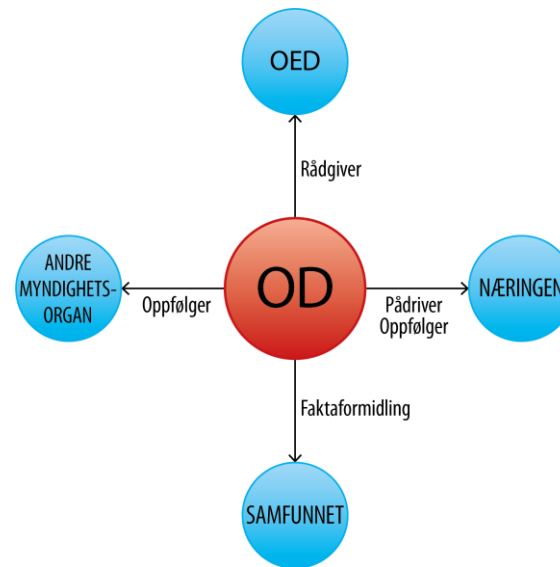 OED
Rådgiver
ANDRE
MYNDIGHETS-
ORGAN
Oppfølger
OD
Pådriver
Oppfølger
NÆRINGEN
Faktaformidling
SAMFUNNET